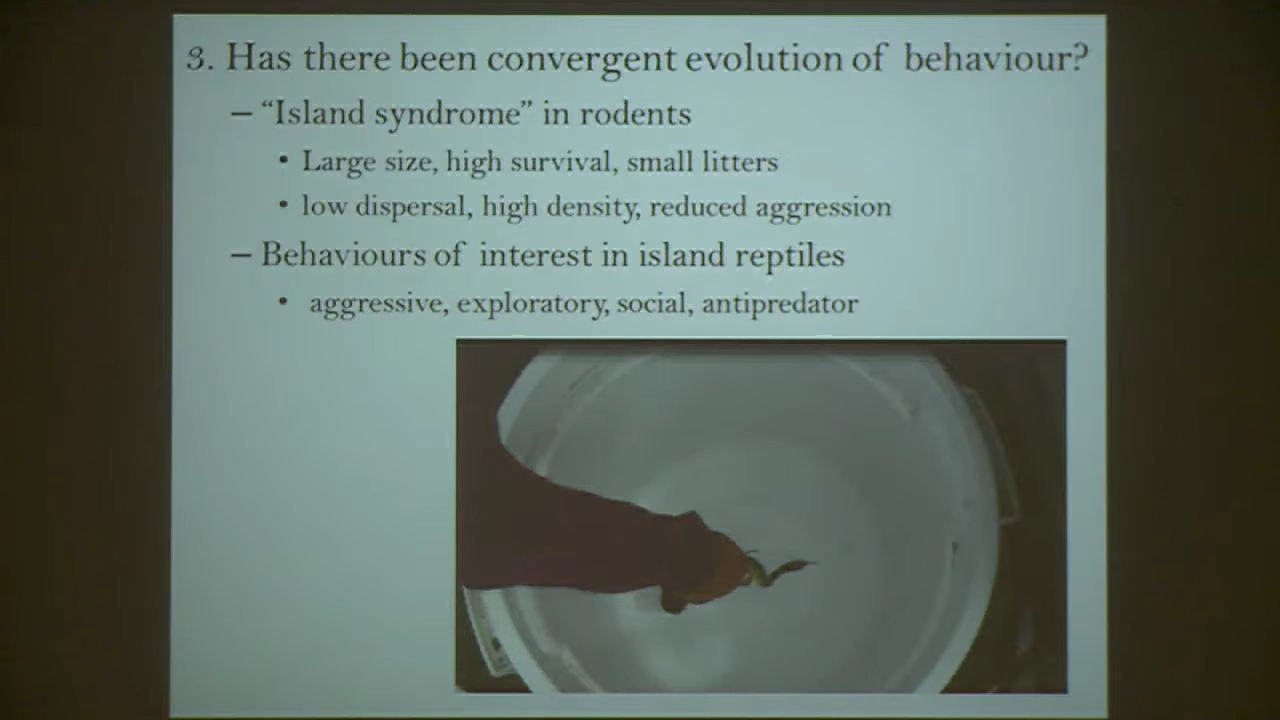 3. Has there been convergent evolution of behaviour?
– “Island syndrome” in rodents
• Large size, high survival, small litters
• low dispersal, high density, reduced aggression
– Behaviours of interest in island reptiles
• aggressive, exploratory, social, antipredator